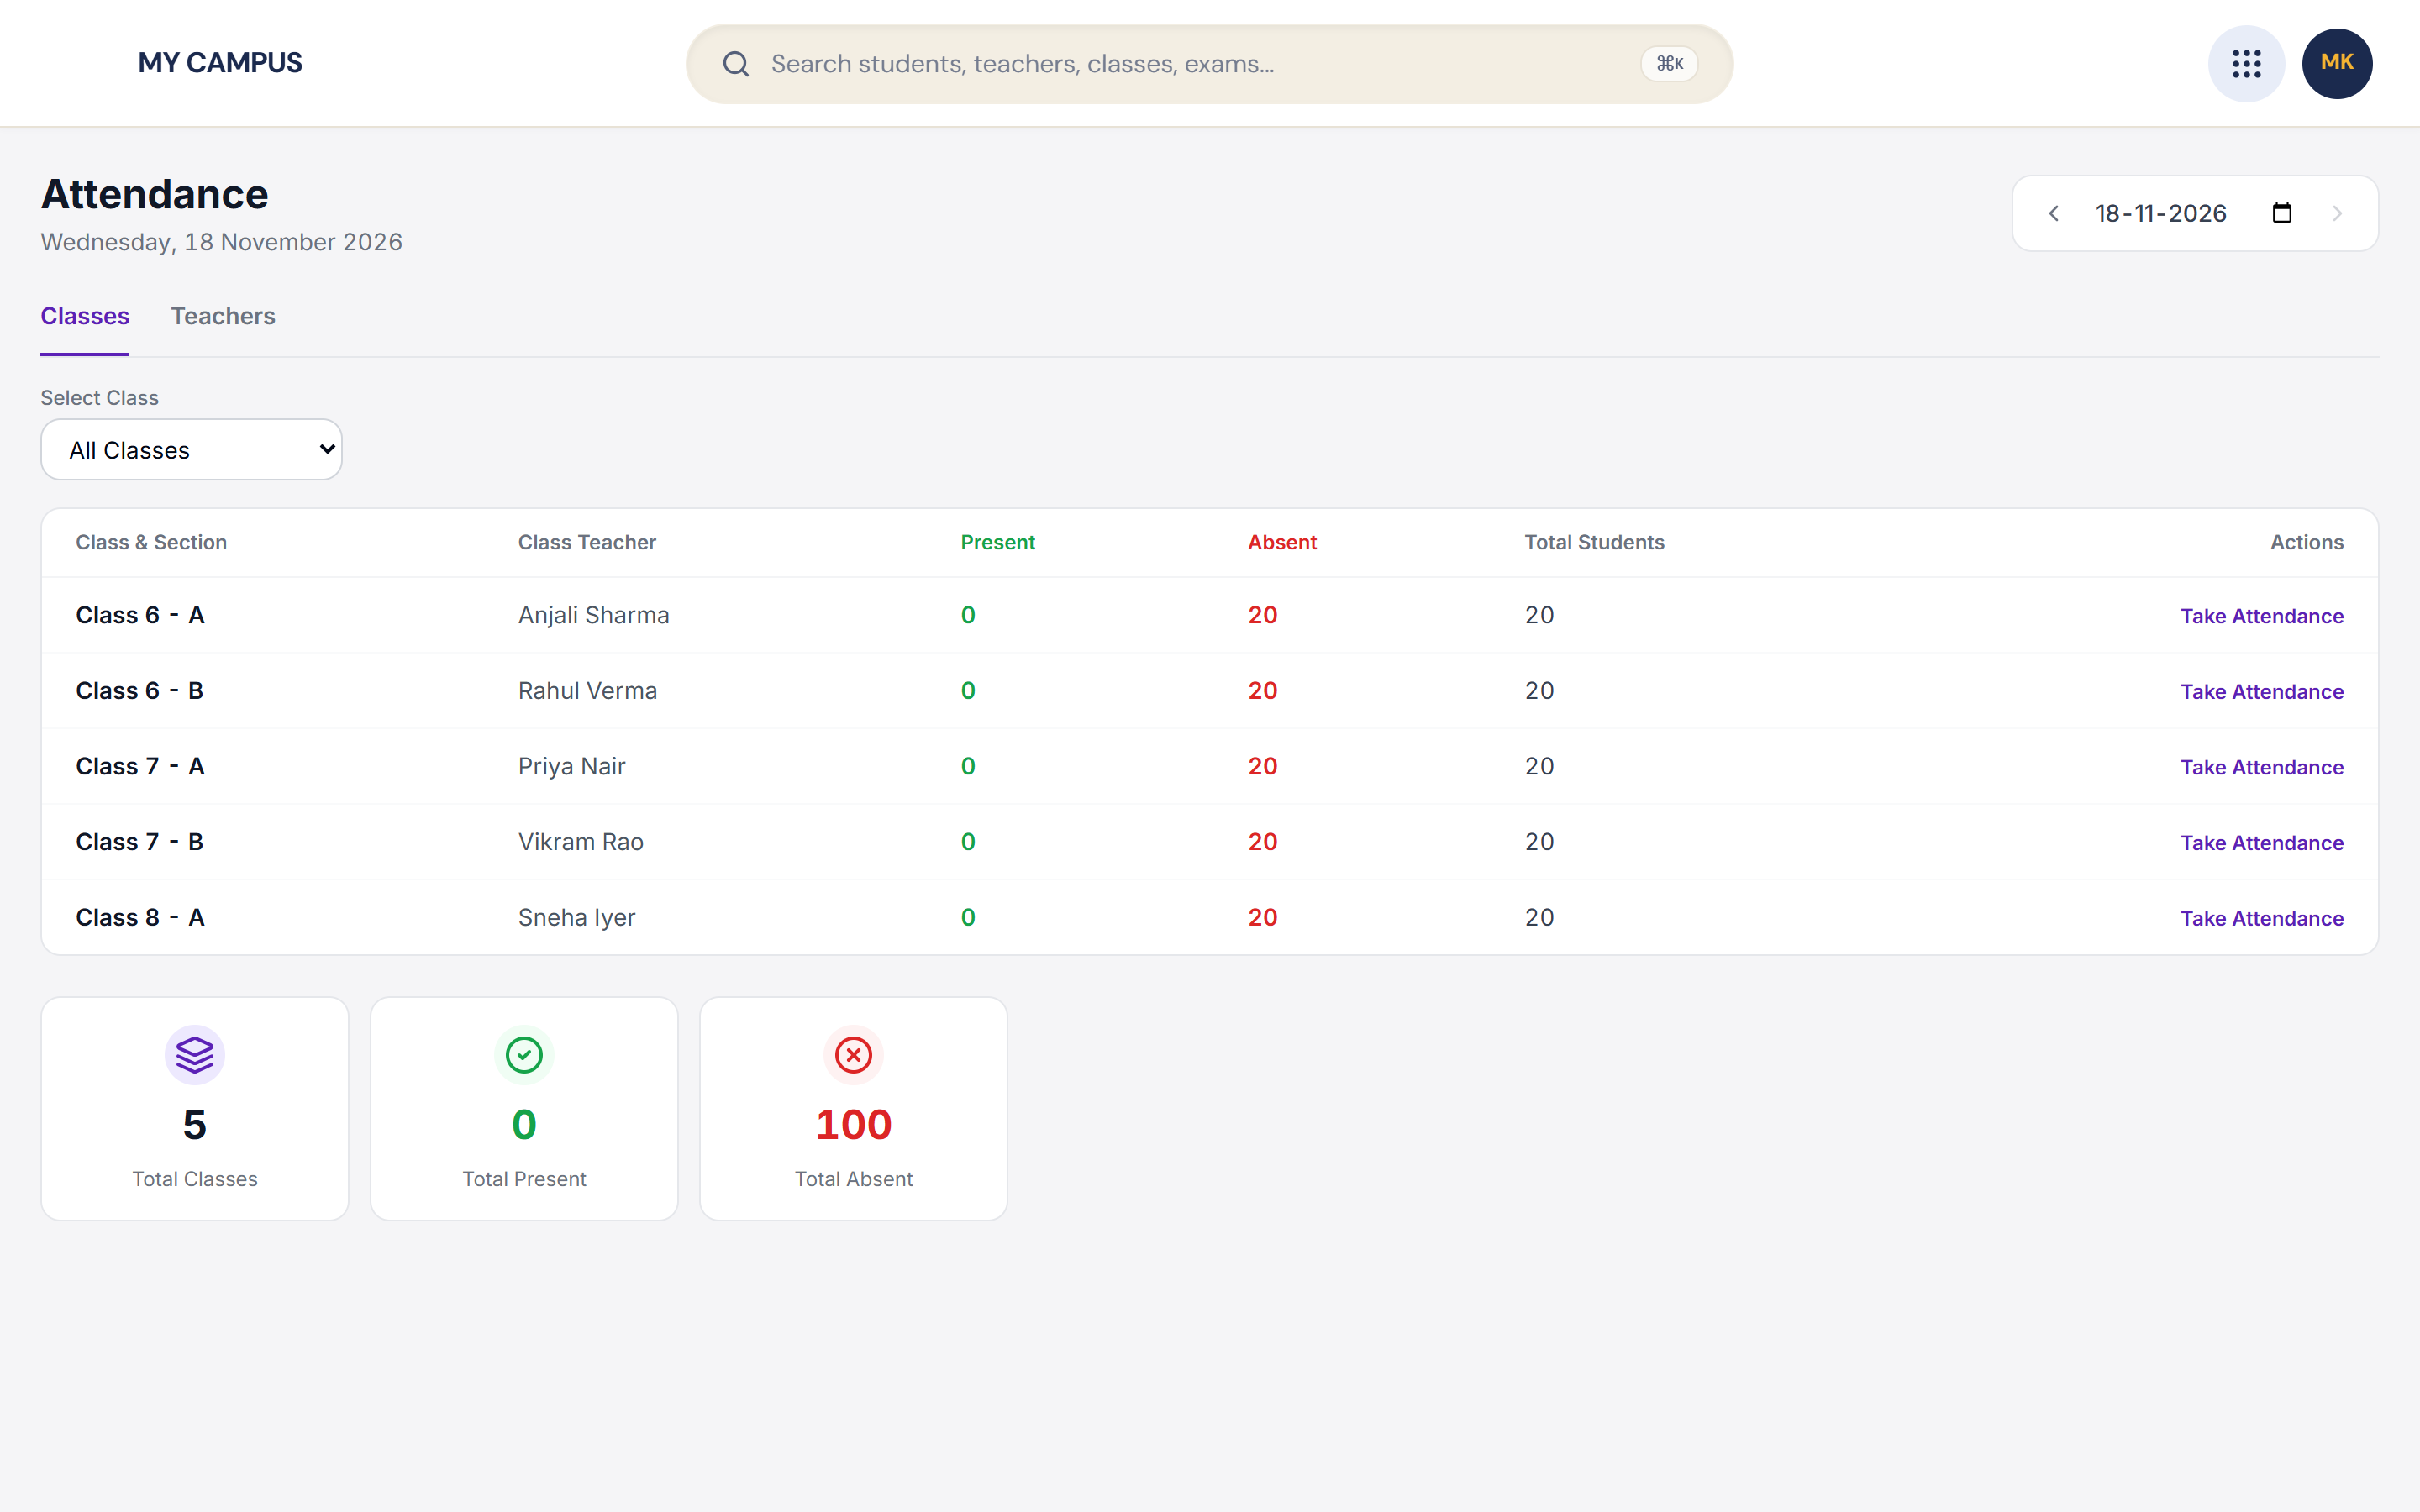 MY CAMPUS
Search students, teachers, classes, exams...
⌘K
MK
Attendance
Wednesday, 18 November 2026
18-11-2026
Classes Teachers
Select Class
All Classes
Class & Section Class Teacher Present Absent Total Students Actions
Class 6 - A Anjali Sharma 0 20 20 Take Attendance
Class 6 - B Rahul Verma 0 20 20 Take Attendance
Class 7 - A Priya Nair 0 20 20 Take Attendance
Class 7 - B Vikram Rao 0 20 20 Take Attendance
Class 8 - A Sneha Iyer 0 20 20 Take Attendance
5
Total Classes
0
Total Present
100
Total Absent